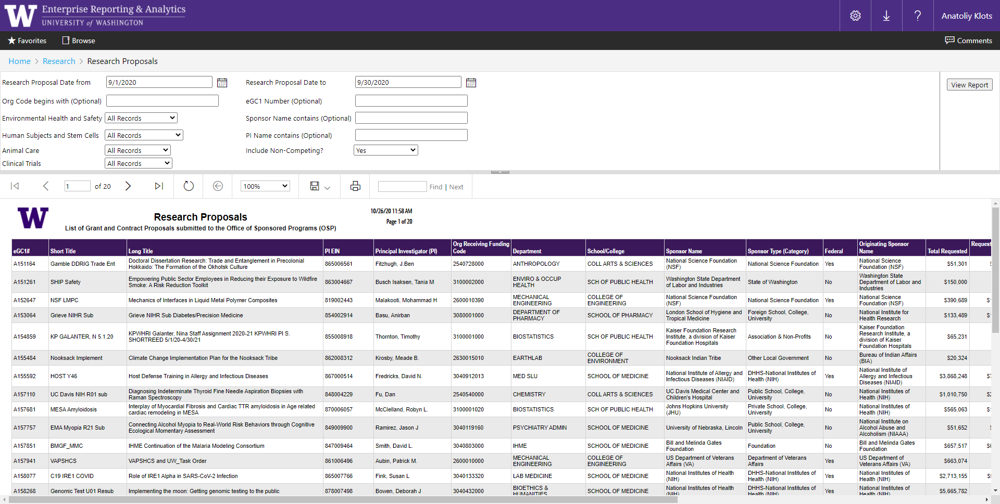 W Enterprise Reporting & Analytics
UNIVERSITY of WASHINGTON
? Anatoliy Klots
Favorites Browse Comments
Home > Research > Research Proposals
Research Proposal Date from 9/1/2020 Research Proposal Date to 9/30/2020 View Report
Org Code begins with (Optional) eGC1 Number (Optional)
Environmental Health and Safety All Records Sponsor Name contains (Optional)
Human Subjects and Stem Cells All Records PI Name contains (Optional)
Animal Care All Records Include Non-Competing? Yes
Clinical Trials All Records
1 of 20 100% Find | Next
W
Research Proposals
List of Grant and Contract Proposals submitted to the Office of Sponsored Programs (OSP)
10/26/20 11:58 AM
Page 1 of 20
eGC1# Short Title Long Title PI EIN Principal Investigator (PI) Org Receiving Funding Code Department School/College Sponsor Name Sponsor Type (Category) Federal Originating Sponsor Name Total Requested Request
A151164 Gamble DDRIG Trade Ent Doctoral Dissertation Research: Trade and Entanglement in Precolonial Hokkaido: The Formation of the Okhotsk Culture 865006561 Fitzhugh, J.Ben 2540728000 ANTHROPOLOGY COLL ARTS & SCIENCES National Science Foundation (NSF) National Science Foundation Yes National Science Foundation (NSF) $51,301
A151261 SHIP Safety Empowering Public Sector Employees in Reducing their Exposure to Wildfire Smoke: A Risk Reduction Toolkit 863004667 Busch Isaksen, Tania M 3100002000 ENVIRO & OCCUP HEALTH SCH OF PUBLIC HEALTH Washington State Department of Labor and Industries State of Washington No Washington State Department of Labor and Industries $150,000
A152647 NSF LMPC Mechanics of Interfaces in Liquid Metal Polymer Composites 819002443 Malakooti, Mohammad H 2600010390 MECHANICAL ENGINEERING COLLEGE OF ENGINEERING National Science Foundation (NSF) National Science Foundation Yes National Science Foundation (NSF) $390,689
A153064 Grieve NIHR Sub Grieve NIHR Sub Diabetes/Precision Medicine 854002914 Basu, Anirban 3080001000 DEPARTMENT OF PHARMACY SCHOOL OF PHARMACY London School of Hygiene and Tropical Medicine Foreign School, College, University No National Institute for Health Research $133,489
A154859 KP GALANTER, N 5.1.20 KPWHRI Galanter, Nina Staff Assignment 2020-21 KPWHRI PI S. SHORTREED 5/1/20-4/30/21 855008918 Thornton, Timothy 3100001000 BIOSTATISTICS SCH OF PUBLIC HEALTH Kaiser Foundation Research Institute, a division of Kaiser Foundation Hospitals Association & Non-Profits No Kaiser Foundation Research Institute, a division of Kaiser Foundation Hospitals $65,231
A155484 Nooksack Implement Climate Change Implementation Plan for the Nooksack Tribe 862008312 Krosby, Meade B. 2630015010 EARTHLAB COLLEGE OF ENVIRONMENT Nooksack Indian Tribe Other Local Government No Bureau of Indian Affairs (BIA) $20,324
A155592 HOST Y46 Host Defense Training in Allergy and Infectious Diseases 867000514 Fredricks, David N. 3040912013 MED SLU SCHOOL OF MEDICINE National Institute of Allergy and Infectious Diseases (NIAID) DHHS-National Institutes of Health (NIH) Yes National Institute of Allergy and Infectious Diseases (NIAID) $3,868,248
A157110 UC Davis NIH R01 sub Diagnosing Indeterminate Thyroid Fine Needle Aspiration Biopsies with Raman Spectroscopy 848004229 Fu, Dan 2540540000 CHEMISTRY COLL ARTS & SCIENCES UC Davis Medical Center and Children's Hospital Public School, College, University No National Institutes of Health (NIH) $1,010,750
A157681 MESA Amyloidosis Interplay of Myocardial Fibrosis and Cardiac TTR amyloidosis in Age related cardiac remodeling in MESA 870006057 McClelland, Robyn L. 3100001020 BIOSTATISTICS SCH OF PUBLIC HEALTH Johns Hopkins University (JHU) Private School, College, University No National Institutes of Health (NIH) $565,063
A157757 EMA Myopia R21 Sub Connecting Alcohol Myopia to Real-World Risk Behaviors through Cognitive Ecological Momentary Assessment 849009900 Ramirez, Jason J 3040119160 PSYCHIATRY ADMIN SCHOOL OF MEDICINE University of Nebraska, Lincoln Public School, College, University No National Institute on Alcohol Abuse and Alcoholism (NIAAA) $51,652
A157851 BMGF_MMC IHME Continuation of the Malaria Modeling Consortium 847009464 Smith, David L. 3040803000 IHME SCHOOL OF MEDICINE Bill and Melinda Gates Foundation Foundation No Bill and Melinda Gates Foundation $657,517
A157941 VAPSHCS VAPSHCS and UW_Task Order 861006496 Aubin, Patrick M. 2600010000 MECHANICAL ENGINEERING COLLEGE OF ENGINEERING US Department of Veterans Affairs (VA) Department of Veterans Affairs Yes US Department of Veterans Affairs (VA) $663,074
A158077 C19 IRE1 COVID Role of IRE1 Alpha in SARS-CoV-2 Infection 865007766 Fink, Susan L 3040133320 LAB MEDICINE SCHOOL OF MEDICINE National Institutes of Health (NIH) DHHS-National Institutes of Health (NIH) Yes National Institutes of Health (NIH) $2,713,155
A158268 Genomic Test U01 Resub Implementing the moon: Getting genomic testing to the public 878007498 Bowen, Deborah J 3040432000 BIOETHICS & HUMANITIES SCHOOL OF MEDICINE National Institutes of Health (NIH) DHHS-National Institutes of Health (NIH) Yes National Institutes of Health (NIH) $5,665,782